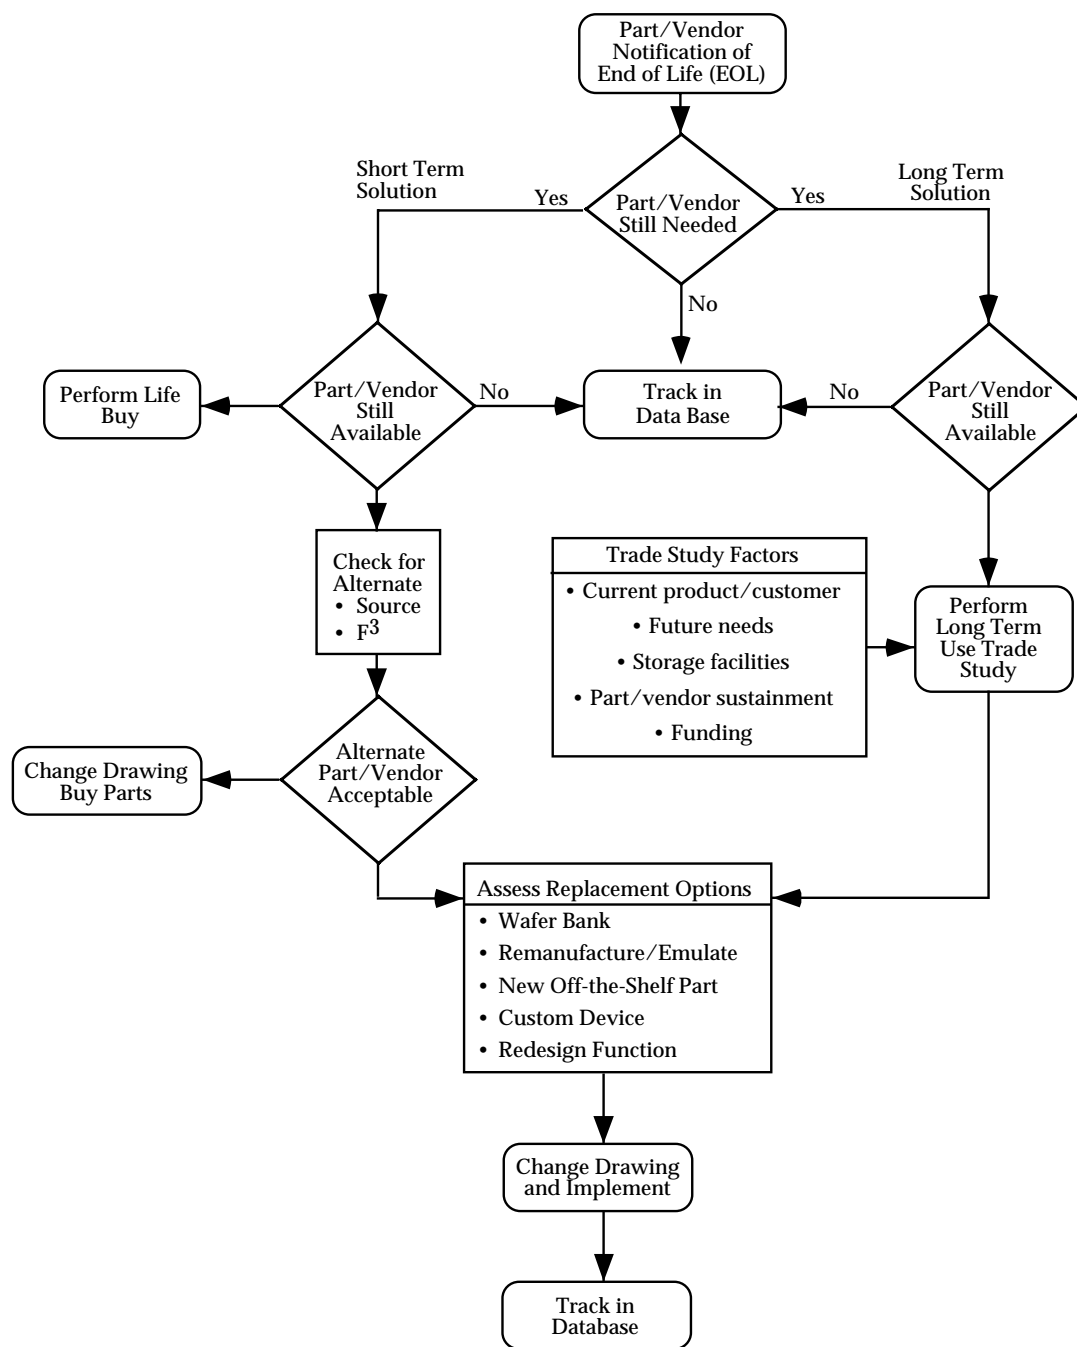 Part/Vendor
Notification of
End of Life (EOL)
Short Term
Solution
Yes
Part/Vendor
Still Needed
Yes
Long Term
Solution
No
Perform Life
Buy
Part/Vendor
Still
Available
No
Track in
Data Base
No
Part/Vendor
Still
Available
Check for
Alternate
• Source
• F³
Trade Study Factors
• Current product/customer
• Future needs
• Storage facilities
• Part/vendor sustainment
• Funding
Perform
Long Term
Use Trade
Study
Change Drawing
Buy Parts
Alternate
Part/Vendor
Acceptable
Assess Replacement Options
• Wafer Bank
• Remanufacture/Emulate
• New Off-the-Shelf Part
• Custom Device
• Redesign Function
Change Drawing
and Implement
Track in
Database